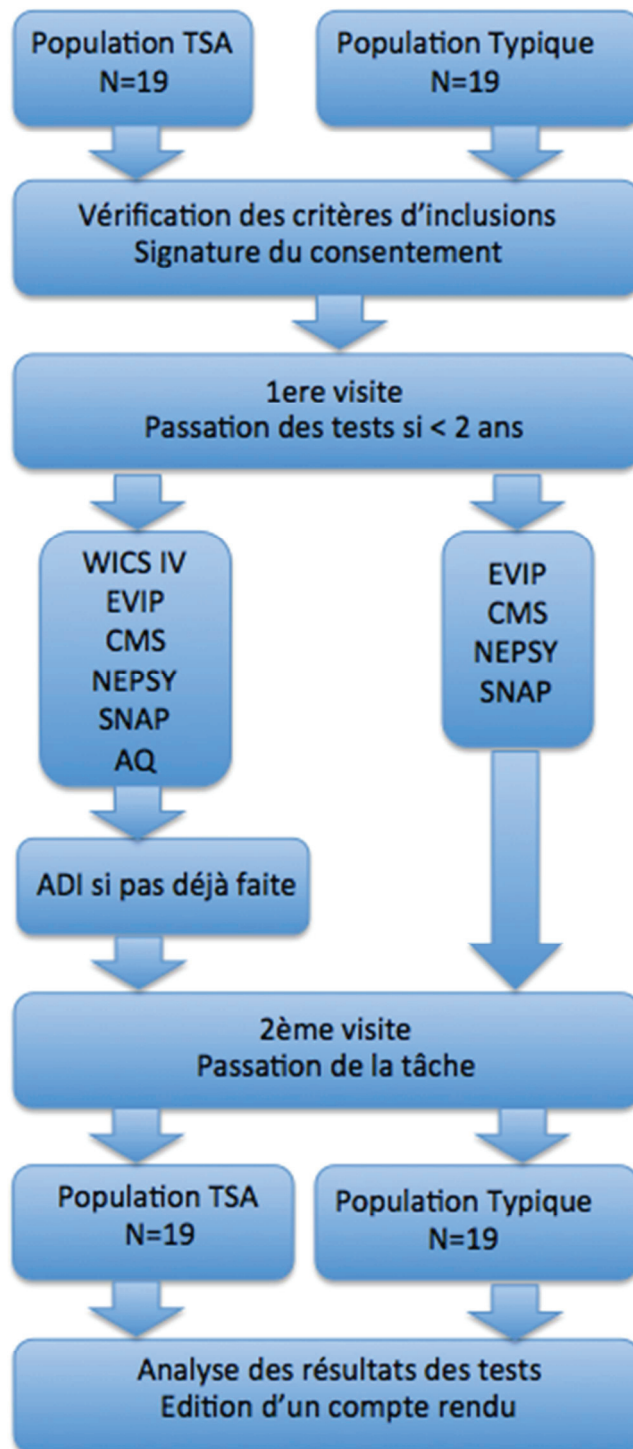 Population TSA
N=19
Population Typique
N=19
Vérification des critères d'inclusions
Signature du consentement
1ere visite
Passation des tests si < 2 ans
WICS IV
EVIP
CMS
NEPSY
SNAP
AQ
EVIP
CMS
NEPSY
SNAP
ADI si pas déjà faite
2ème visite
Passation de la tâche
Population TSA
N=19
Population Typique
N=19
Analyse des résultats des tests
Edition d'un compte rendu